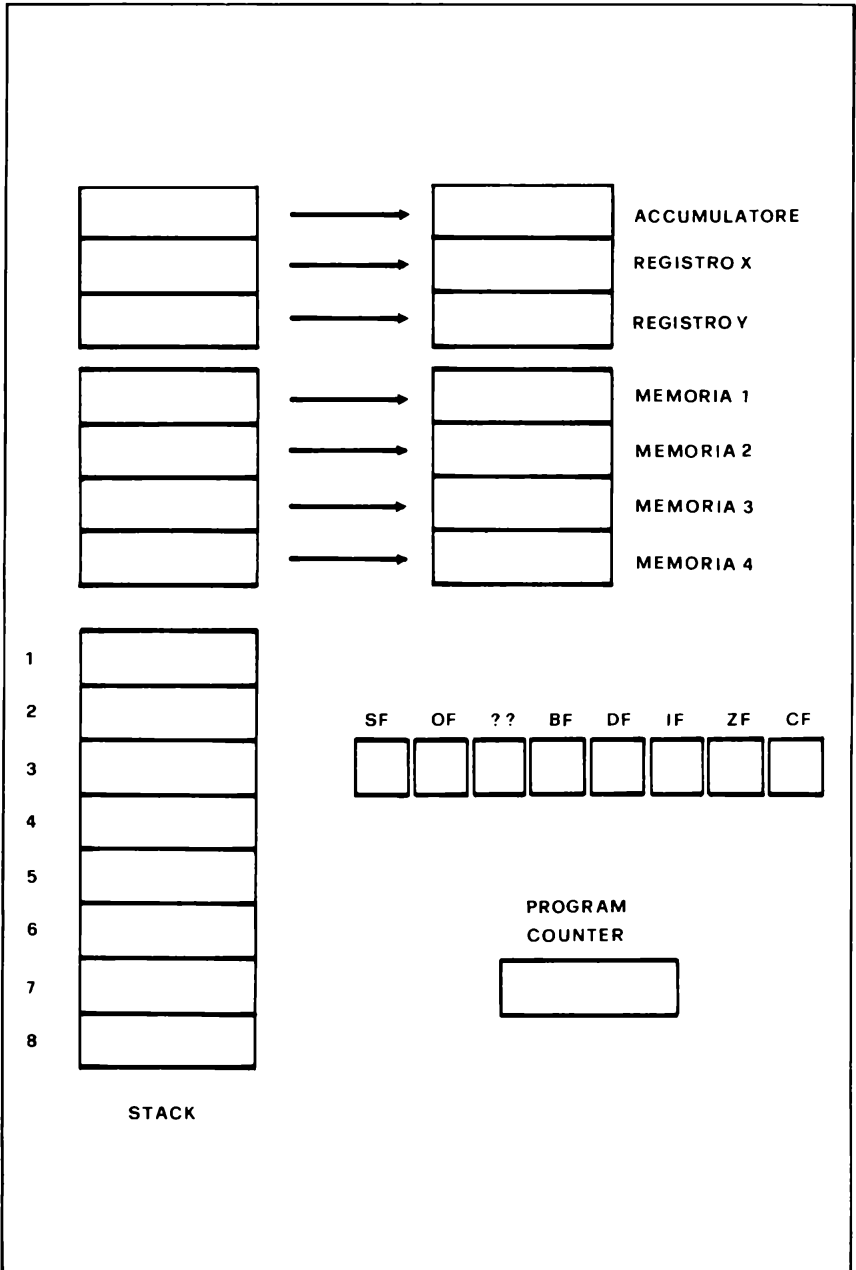 ACCUMULATORE
REGISTRO X
REGISTRO Y
MEMORIA 1
MEMORIA 2
MEMORIA 3
MEMORIA 4
1
2
3
4
5
6
7
8
STACK
SF OF ?? BF DF IF ZF CF
PROGRAM
COUNTER